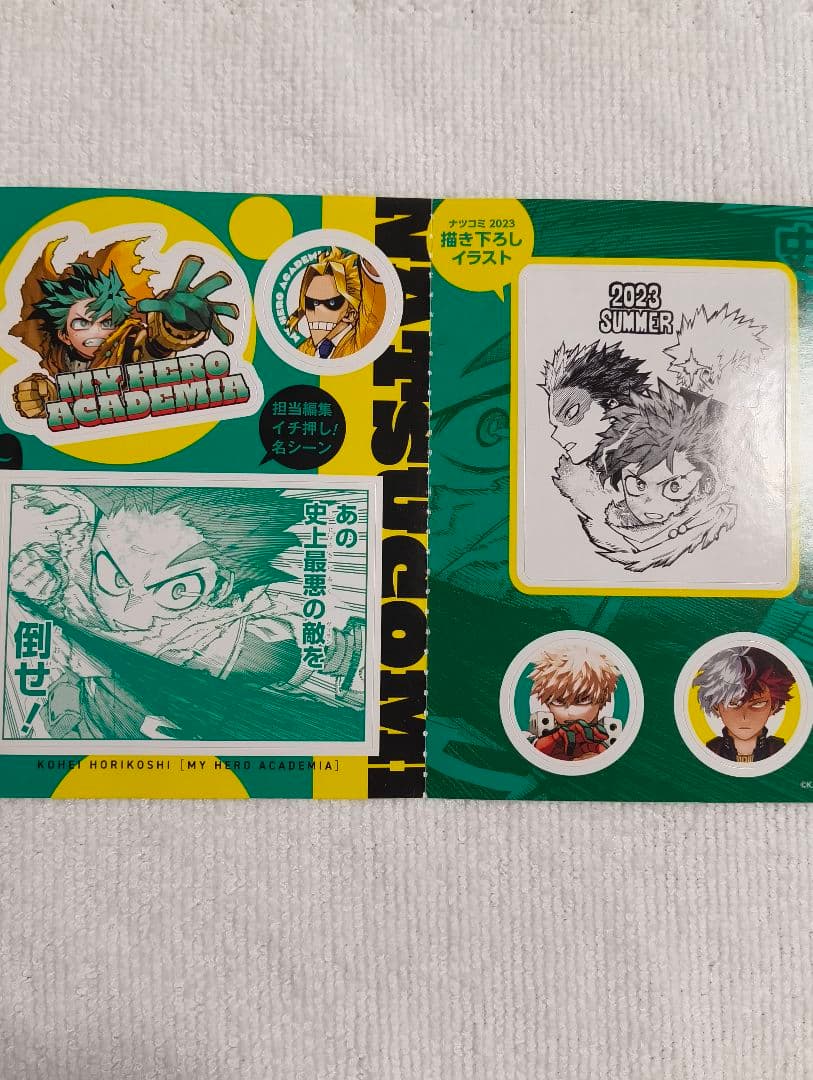 MY HERO
ACADEMIA
MY HERO ACADEMIA
担当編集
イチ押し!
名シーン
あの
史上最悪の敵を
倒せ!
KOHEI HORIKOSHI [MY HERO ACADEMIA]
NATSUCOMI
ナツコミ 2023
描き下ろし
イラスト
2023
SUMMER
©K